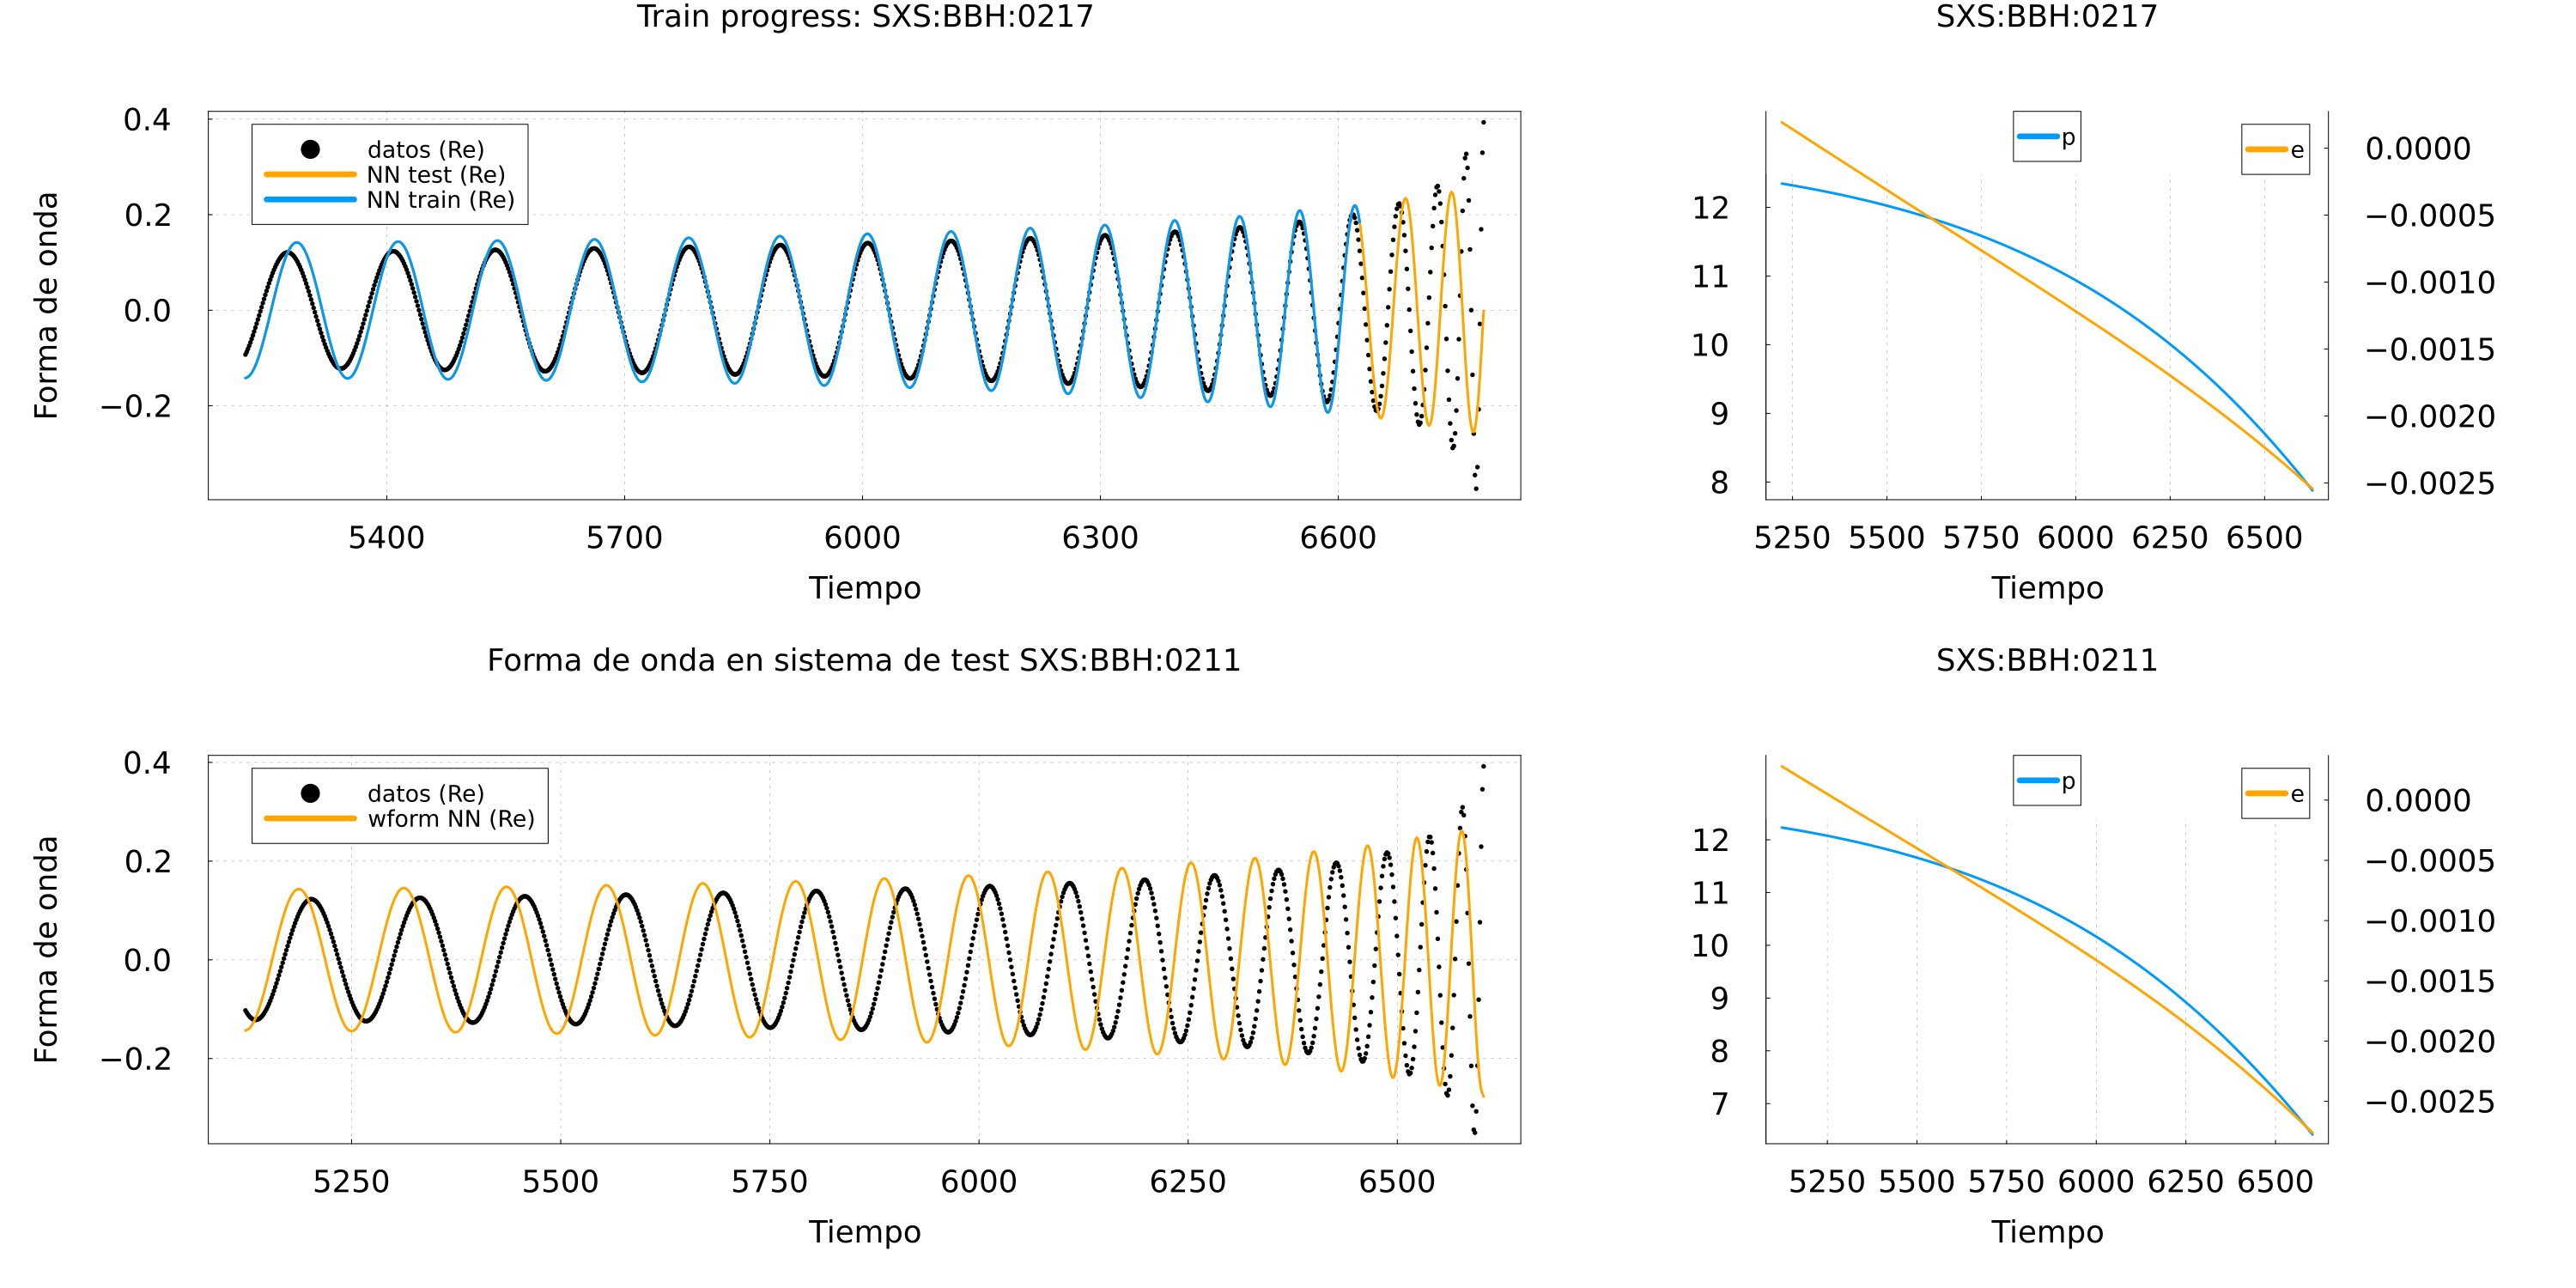 Train progress: SXS:BBH:0217
Forma de onda
0.4
0.2
0.0
−0.2
datos (Re)
NN test (Re)
NN train (Re)
5400 5700 6000 6300 6600
Tiempo
SXS:BBH:0217
12
11
10
9
8
p
e
0.0000
−0.0005
−0.0010
−0.0015
−0.0020
−0.0025
5250 5500 5750 6000 6250 6500
Tiempo
Forma de onda en sistema de test SXS:BBH:0211
Forma de onda
0.4
0.2
0.0
−0.2
datos (Re)
wform NN (Re)
5250 5500 5750 6000 6250 6500
Tiempo
SXS:BBH:0211
12
11
10
9
8
7
p
e
0.0000
−0.0005
−0.0010
−0.0015
−0.0020
−0.0025
5250 5500 5750 6000 6250 6500
Tiempo